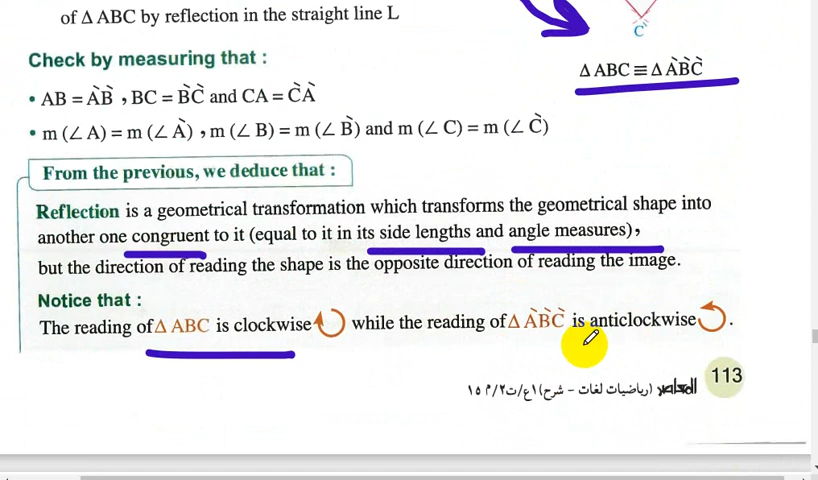 of Δ ABC by reflection in the straight line L
C̀
Check by measuring that :
Δ ABC ≡ Δ ÀB̀C̀
• AB = ÀB̀ , BC = B̀C̀ and CA = C̀À
• m (∠ A) = m (∠ À) , m (∠ B) = m (∠ B̀) and m (∠ C) = m (∠ C̀)
From the previous, we deduce that :
Reflection is a geometrical transformation which transforms the geometrical shape into
another one congruent to it (equal to it in its side lengths and angle measures),
but the direction of reading the shape is the opposite direction of reading the image.
Notice that :
The reading of Δ ABC is clockwise while the reading of Δ ÀB̀C̀ is anticlockwise .
المعاصر (رياضيات لغات - شرح) ١ع/ت٢/م ١٥
113